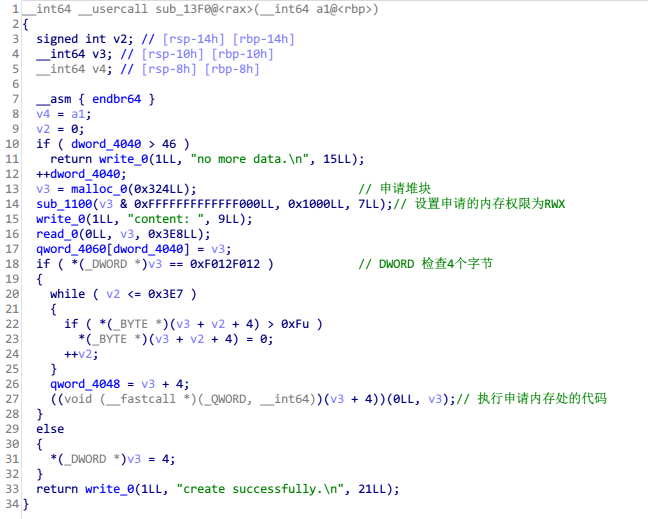 1 __int64 __usercall sub_13F0@<rax>(__int64 a1@<rbp>)
2 {
3 signed int v2; // [rsp-14h] [rbp-14h]
4 __int64 v3; // [rsp-10h] [rbp-10h]
5 __int64 v4; // [rsp-8h] [rbp-8h]
6
7 __asm { endbr64 }
8 v4 = a1;
9 v2 = 0;
10 if ( dword_4040 > 46 )
11 return write_0(1LL, "no more data.\n", 15LL);
12 ++dword_4040;
13 v3 = malloc_0(0x324LL); // 申请堆块
14 sub_1100(v3 & 0xFFFFFFFFFFFFF000LL, 0x1000LL, 7LL);// 设置申请的内存权限为RWX
15 write_0(1LL, "content: ", 9LL);
16 read_0(0LL, v3, 0x3E8LL);
17 qword_4060[dword_4040] = v3;
18 if ( *(_DWORD *)v3 == 0xF012F012 ) // DWORD 检查4个字节
19 {
20 while ( v2 <= 0x3E7 )
21 {
22 if ( *(_BYTE *)(v3 + v2 + 4) > 0xFu )
23 *(_BYTE *)(v3 + v2 + 4) = 0;
24 ++v2;
25 }
26 qword_4048 = v3 + 4;
27 ((void (__fastcall *)(_QWORD, __int64))(v3 + 4))(0LL, v3);// 执行申请内存处的代码
28 }
29 else
30 {
31 *(_DWORD *)v3 = 4;
32 }
33 return write_0(1LL, "create successfully.\n", 21LL);
34 }